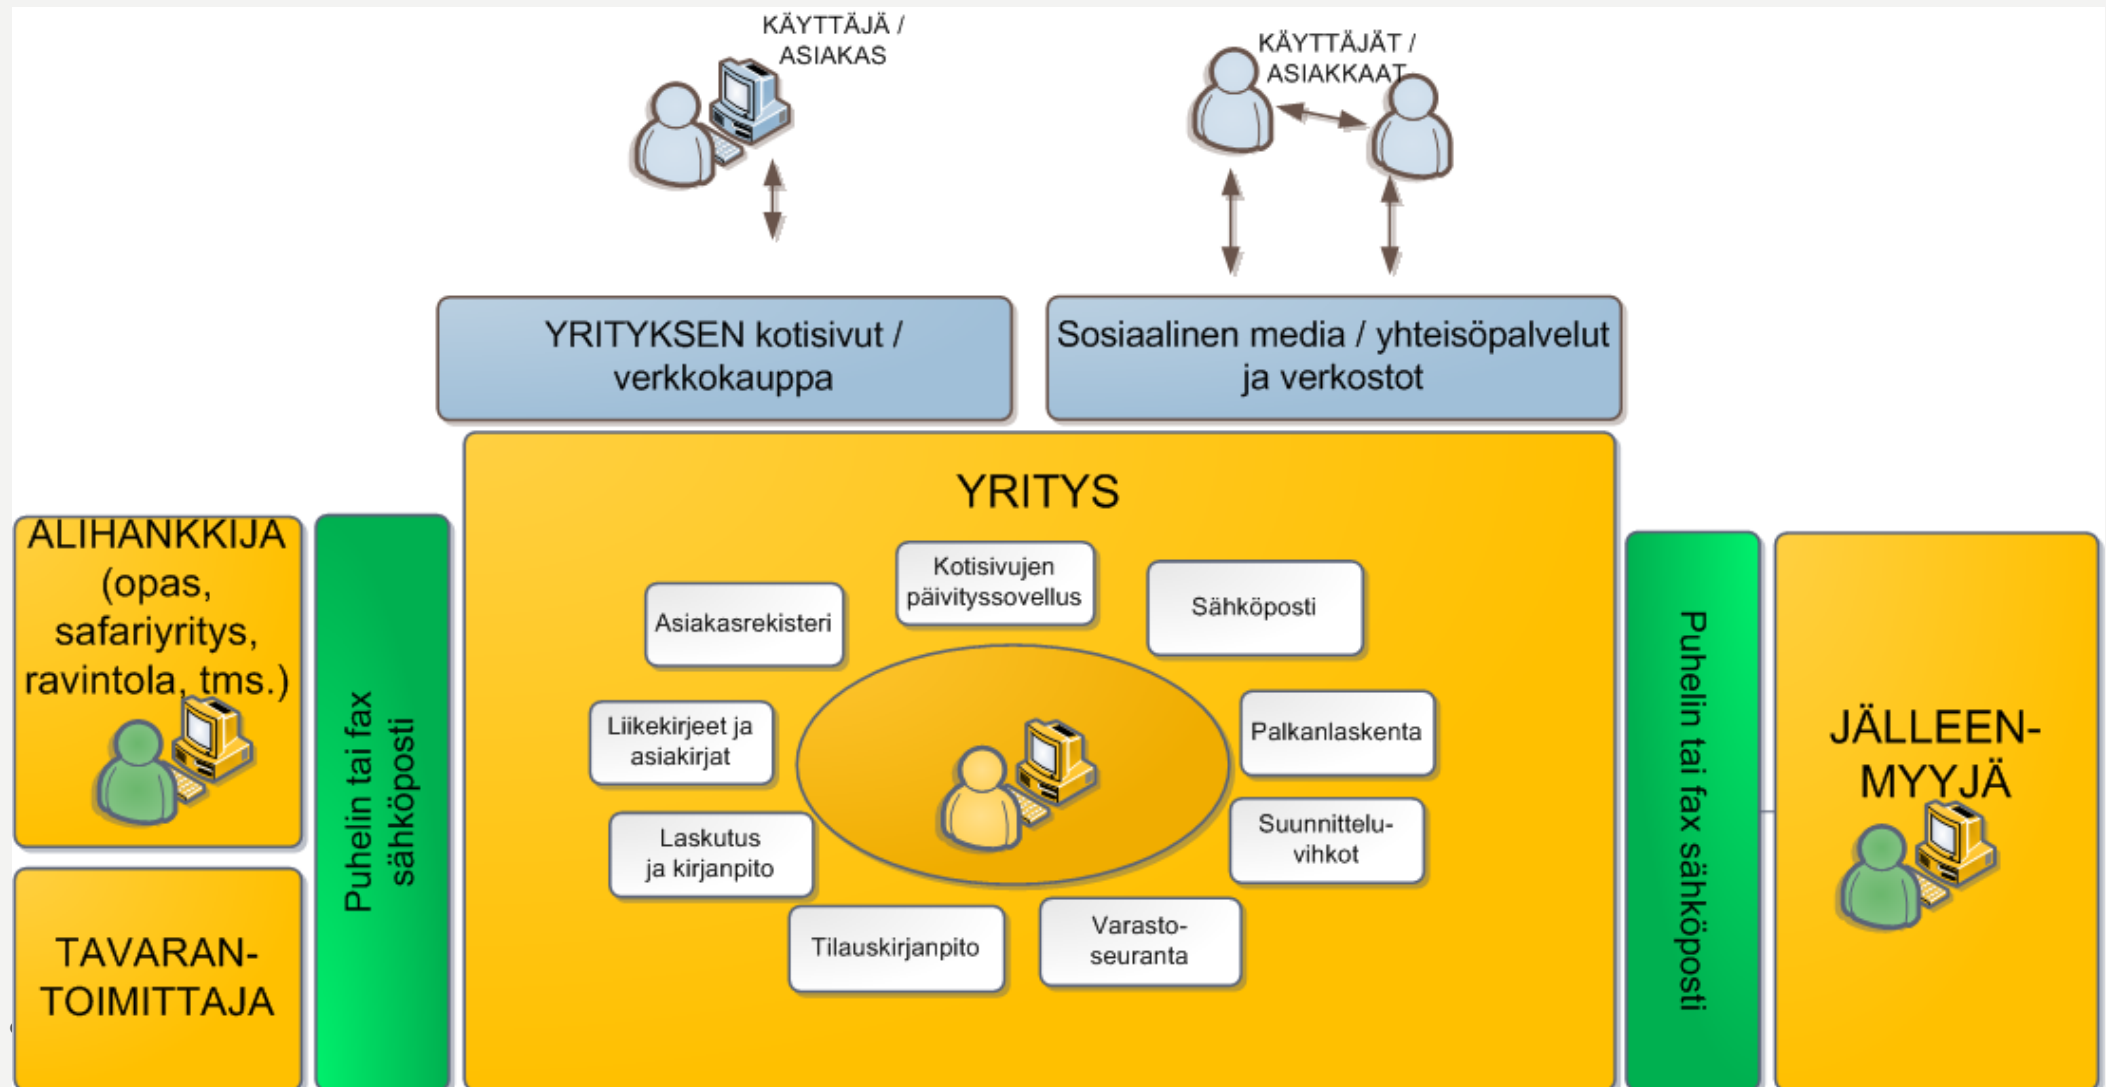 KÄYTTÄJÄ /
ASIAKAS
KÄYTTÄJÄT /
ASIAKKAAT
YRITYKSEN kotisivut /
verkkokauppa
Sosiaalinen media / yhteisöpalvelut
ja verkostot
YRITYS
ALIHANKKIJA
(opas,
safariyritys,
ravintola, tms.)
TAVARAN-
TOIMITTAJA
Puhelin tai fax
sähköposti
Kotisivujen
päivityssovellus
Sähköposti
Asiakasrekisteri
Liikekirjeet ja
asiakirjat
Palkanlaskenta
Laskutus
ja kirjanpito
Suunnittelu-
vihkot
Tilauskirjanpito
Varasto-
seuranta
Puhelin tai fax sähköposti
JÄLLEEN-
MYYJÄ